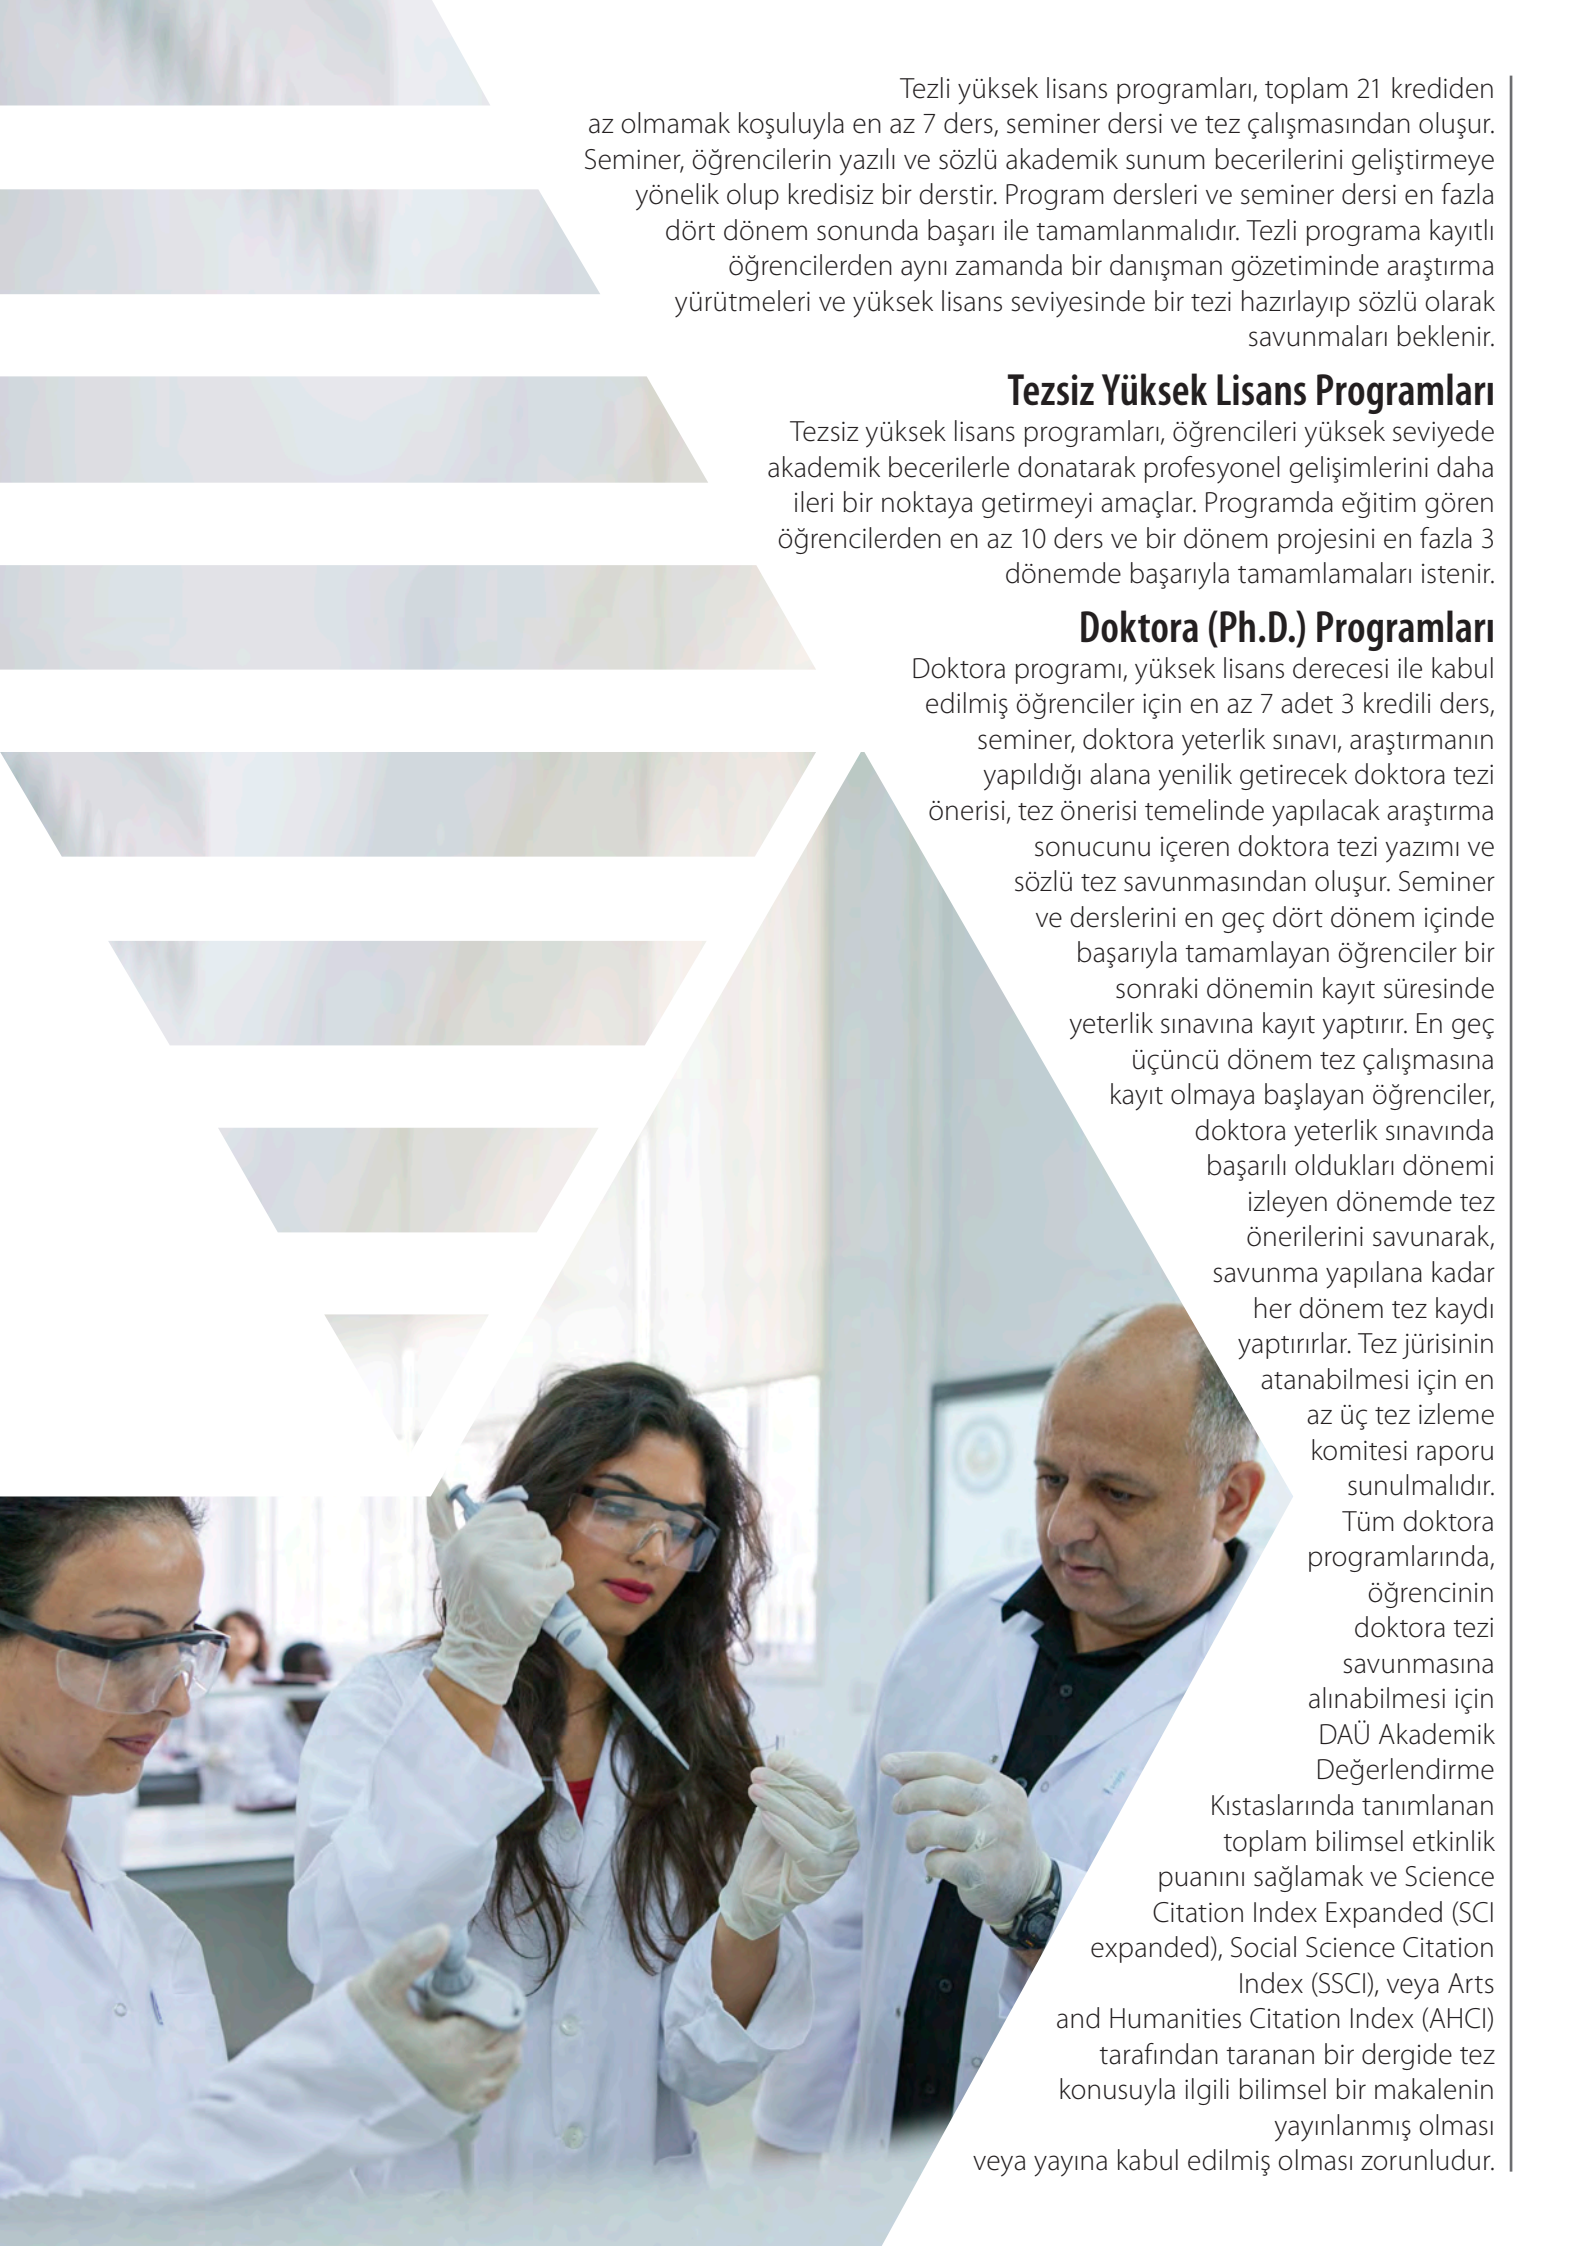 Tezli yüksek lisans programları, toplam 21 krediden
az olmamak koşuluyla en az 7 ders, seminer dersi ve tez çalışmasından oluşur.
Seminer, öğrencilerin yazılı ve sözlü akademik sunum becerilerini geliştirmeye
yönelik olup kredisiz bir derstir. Program dersleri ve seminer dersi en fazla
dört dönem sonunda başarı ile tamamlanmalıdır. Tezli programa kayıtlı
öğrencilerden aynı zamanda bir danışman gözetiminde araştırma
yürütmeleri ve yüksek lisans seviyesinde bir tezi hazırlayıp sözlü olarak
savunmaları beklenir.
Tezsiz Yüksek Lisans Programları
Tezsiz yüksek lisans programları, öğrencileri yüksek seviyede
akademik becerilerle donatarak profesyonel gelişimlerini daha
ileri bir noktaya getirmeyi amaçlar. Programda eğitim gören
öğrencilerden en az 10 ders ve bir dönem projesini en fazla 3
dönemde başarıyla tamamlamaları istenir.
Doktora (Ph.D.) Programları
Doktora programı, yüksek lisans derecesi ile kabul
edilmiş öğrenciler için en az 7 adet 3 kredili ders,
seminer, doktora yeterlik sınavı, araştırmanın
yapıldığı alana yenilik getirecek doktora tezi
önerisi, tez önerisi temelinde yapılacak araştırma
sonucunu içeren doktora tezi yazımı ve
sözlü tez savunmasından oluşur. Seminer
ve derslerini en geç dört dönem içinde
başarıyla tamamlayan öğrenciler bir
sonraki dönemin kayıt süresinde
yeterlik sınavına kayıt yaptırır. En geç
üçüncü dönem tez çalışmasına
kayıt olmaya başlayan öğrenciler,
doktora yeterlik sınavında
başarılı oldukları dönemi
izleyen dönemde tez
önerilerini savunarak,
savunma yapılana kadar
her dönem tez kaydı
yaptırırlar. Tez jürisinin
atanabilmesi için en
az üç tez izleme
komitesi raporu
sunulmalıdır.
Tüm doktora
programlarında,
öğrencinin
doktora tezi
savunmasına
alınabilmesi için
DAÜ Akademik
Değerlendirme
Kıstaslarında tanımlanan
toplam bilimsel etkinlik
puanını sağlamak ve Science
Citation Index Expanded (SCI
expanded), Social Science Citation
Index (SSCI), veya Arts
and Humanities Citation Index (AHCI)
tarafından taranan bir dergide tez
konusuyla ilgili bilimsel bir makalenin
yayınlanmış olması
veya yayına kabul edilmiş olması zorunludur.